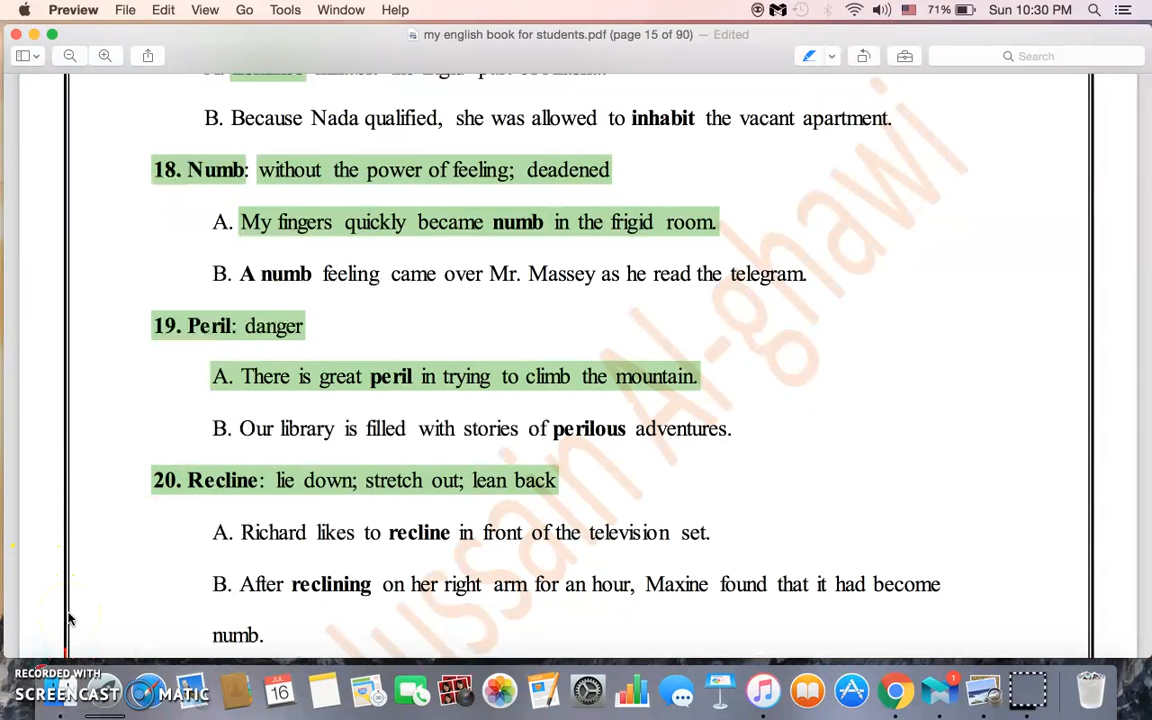 Preview File Edit View Go Tools Window Help 71% Sun 10:30 PM
my english book for students.pdf (page 15 of 90) — Edited
Search
B. Because Nada qualified, she was allowed to inhabit the vacant apartment.
18. Numb: without the power of feeling; deadened
A. My fingers quickly became numb in the frigid room.
B. A numb feeling came over Mr. Massey as he read the telegram.
19. Peril: danger
A. There is great peril in trying to climb the mountain.
B. Our library is filled with stories of perilous adventures.
20. Recline: lie down; stretch out; lean back
A. Richard likes to recline in front of the television set.
B. After reclining on her right arm for an hour, Maxine found that it had become
numb.
ussain Al-ghawi
RECORDED WITH
SCREENCAST MATIC
JUL
16
1